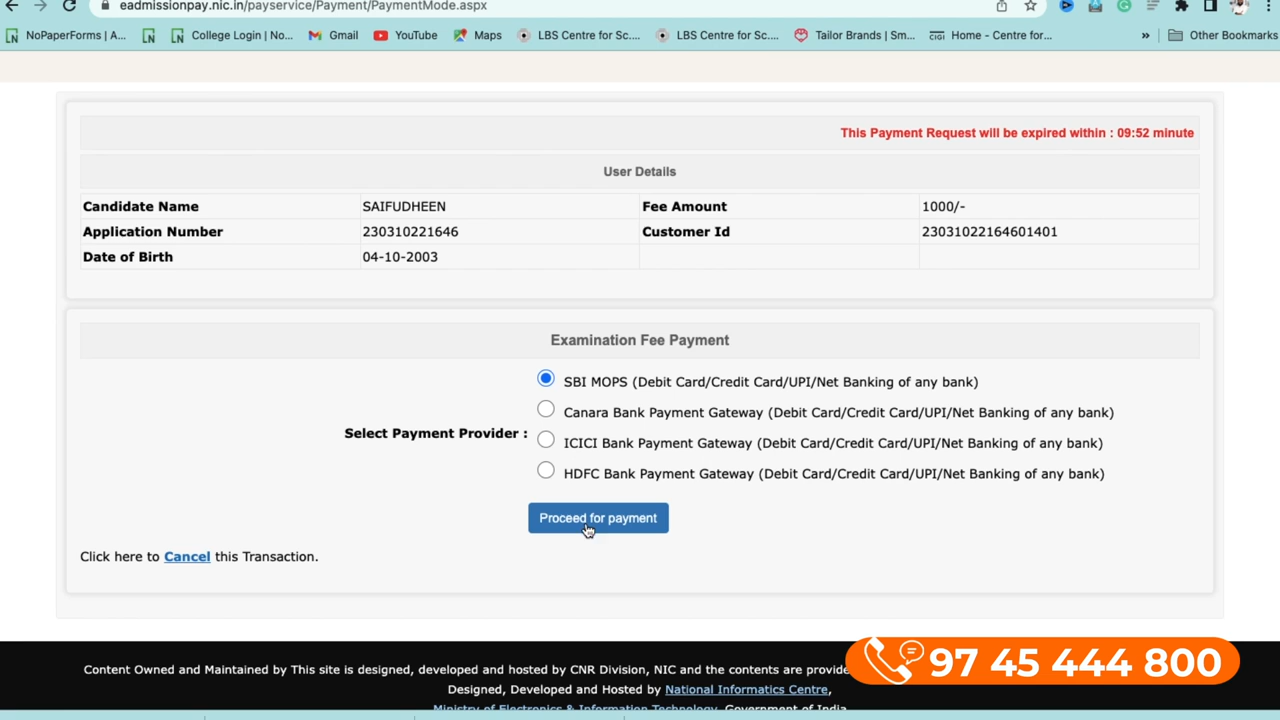 eadmissionpay.nic.in/payservice/Payment/PaymentMode.aspx
NoPaperForms | A... College Login | No... Gmail YouTube Maps LBS Centre for Sc.... LBS Centre for Sc.... Tailor Brands | Sm... CIGI Home - Centre for... » Other Bookmarks
This Payment Request will be expired within : 09:52 minute
User Details
Candidate Name SAIFUDHEEN Fee Amount 1000/-
Application Number 230310221646 Customer Id 23031022164601401
Date of Birth 04-10-2003
Examination Fee Payment
SBI MOPS (Debit Card/Credit Card/UPI/Net Banking of any bank)
Canara Bank Payment Gateway (Debit Card/Credit Card/UPI/Net Banking of any bank)
Select Payment Provider :
ICICI Bank Payment Gateway (Debit Card/Credit Card/UPI/Net Banking of any bank)
HDFC Bank Payment Gateway (Debit Card/Credit Card/UPI/Net Banking of any bank)
Proceed for payment
Click here to Cancel this Transaction.
Content Owned and Maintained by This site is designed, developed and hosted by CNR Division, NIC and the contents are provide
97 45 444 800
Designed, Developed and Hosted by National Informatics Centre,
Ministry of Electronics & Information Technology, Government of India